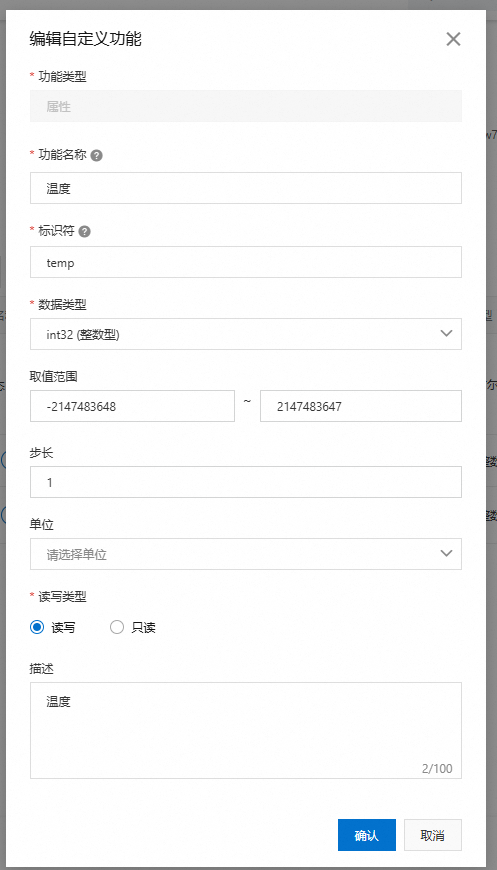 编辑自定义功能
* 功能类型
属性
* 功能名称 ?
温度
* 标识符 ?
temp
* 数据类型
int32 (整数型)
取值范围
-2147483648 ~ 2147483647
步长
1
单位
请选择单位
* 读写类型
读写 只读
描述
温度
2/100
确认 取消